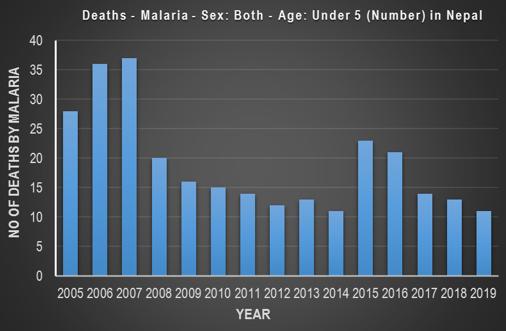 Deaths - Malaria - Sex: Both - Age: Under 5 (Number) in Nepal
NO OF DEATHS BY MALARIA
40
35
30
25
20
15
10
5
0
2005 2006 2007 2008 2009 2010 2011 2012 2013 2014 2015 2016 2017 2018 2019
YEAR